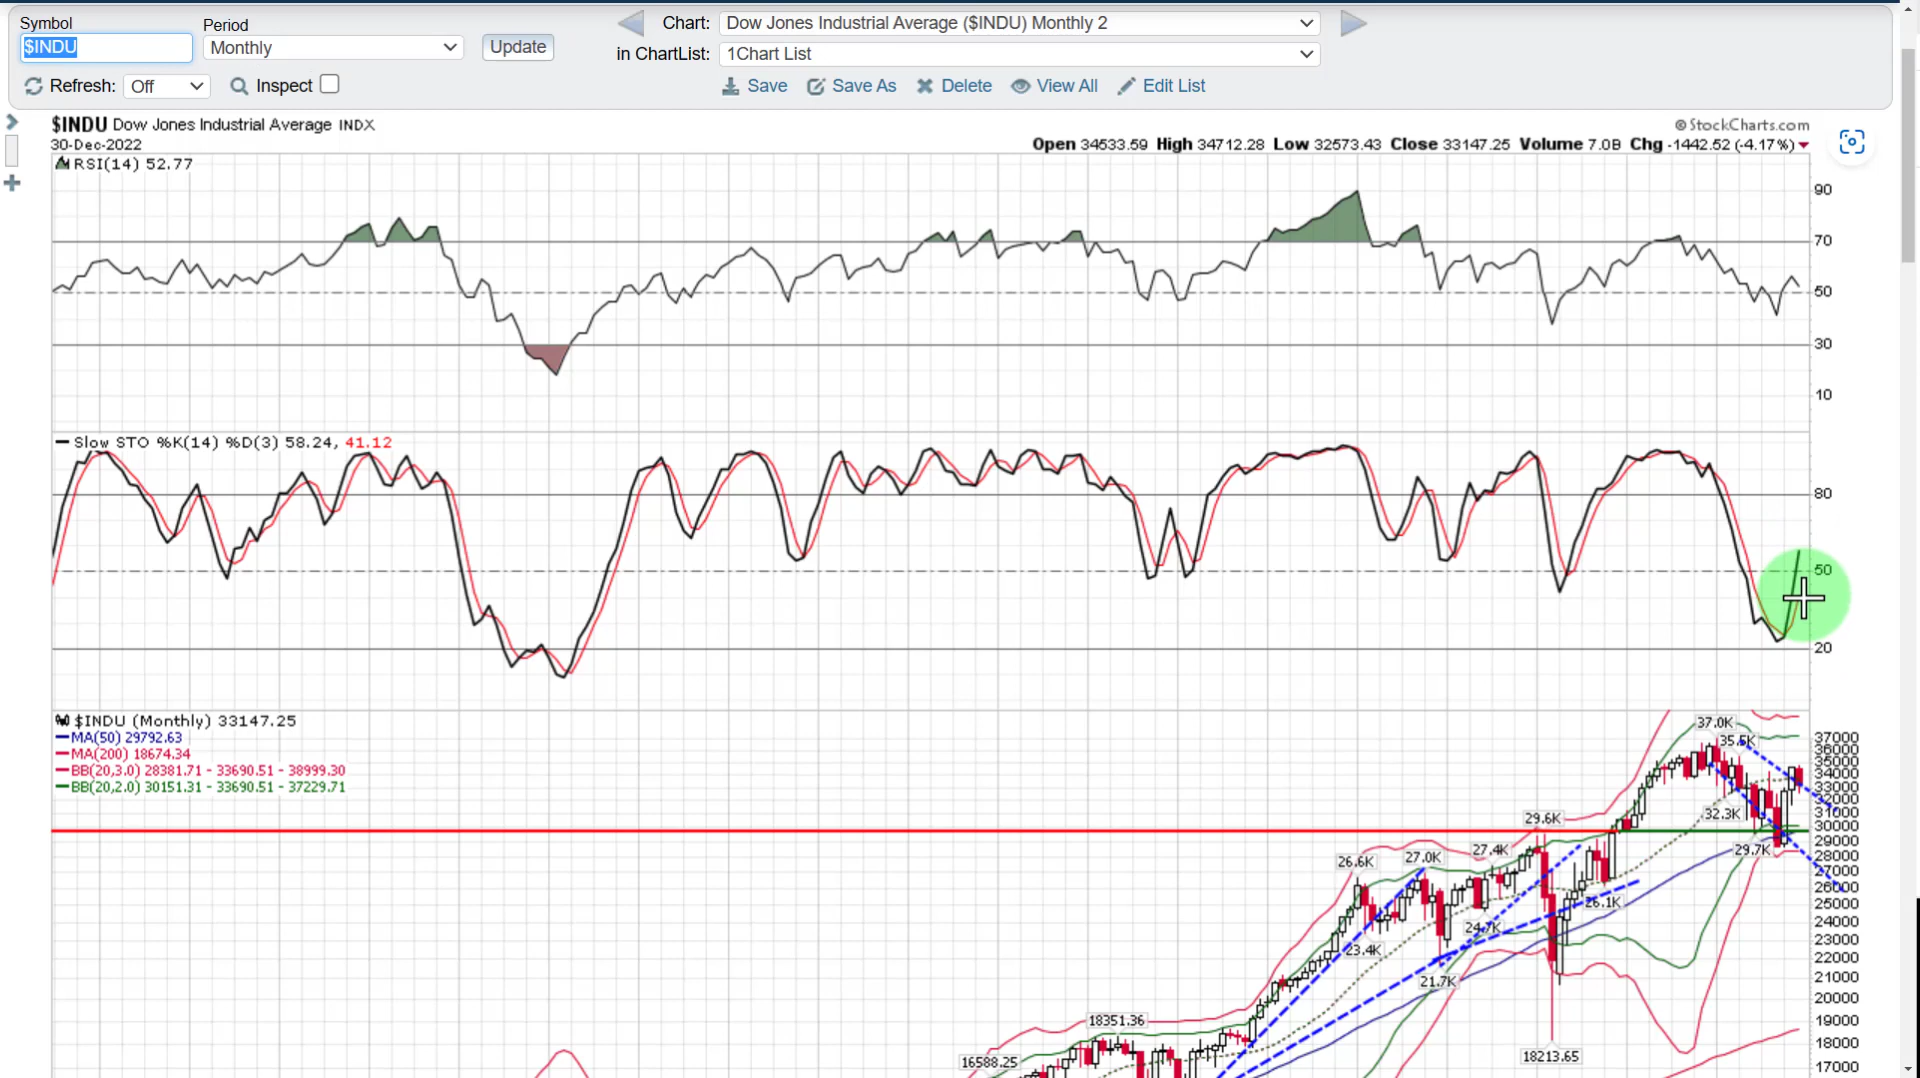 Symbol
Period
Chart: Dow Jones Industrial Average ($INDU) Monthly 2
$INDU
Monthly
Update
in ChartList: 1Chart List
Refresh: Off
Inspect
Save
Save As
Delete
View All
Edit List
$INDU Dow Jones Industrial Average INDX
© StockCharts.com
30-Dec-2022
Open 34533.59 High 34712.28 Low 32573.43 Close 33147.25 Volume 7.0B Chg -1442.52 (-4.17%)
RSI(14) 52.77
90
70
50
30
10
Slow STO %K(14) %D(3) 58.24, 41.12
80
50
20
$INDU (Monthly) 33147.25
MA(50) 29792.63
MA(200) 18674.34
BB(20,3.0) 28381.71 - 33690.51 - 38999.30
BB(20,2.0) 30151.31 - 33690.51 - 37229.71
37.0K
35.5K
32.3K
29.6K
29.7K
27.4K
27.0K
26.6K
26.1K
24.7K
23.4K
21.7K
18351.36
16588.25
18213.65
37000
36000
35000
34000
33000
32000
31000
30000
29000
28000
27000
26000
25000
24000
23000
22000
21000
20000
19000
18000
17000